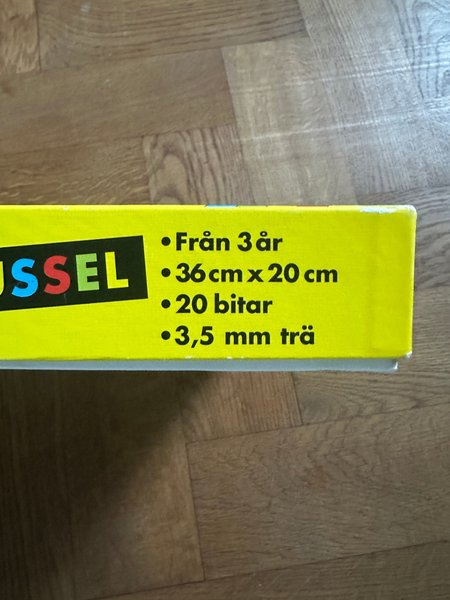 USSEL
•Från 3 år
•36 cm x 20 cm
•20 bitar
•3,5 mm trä